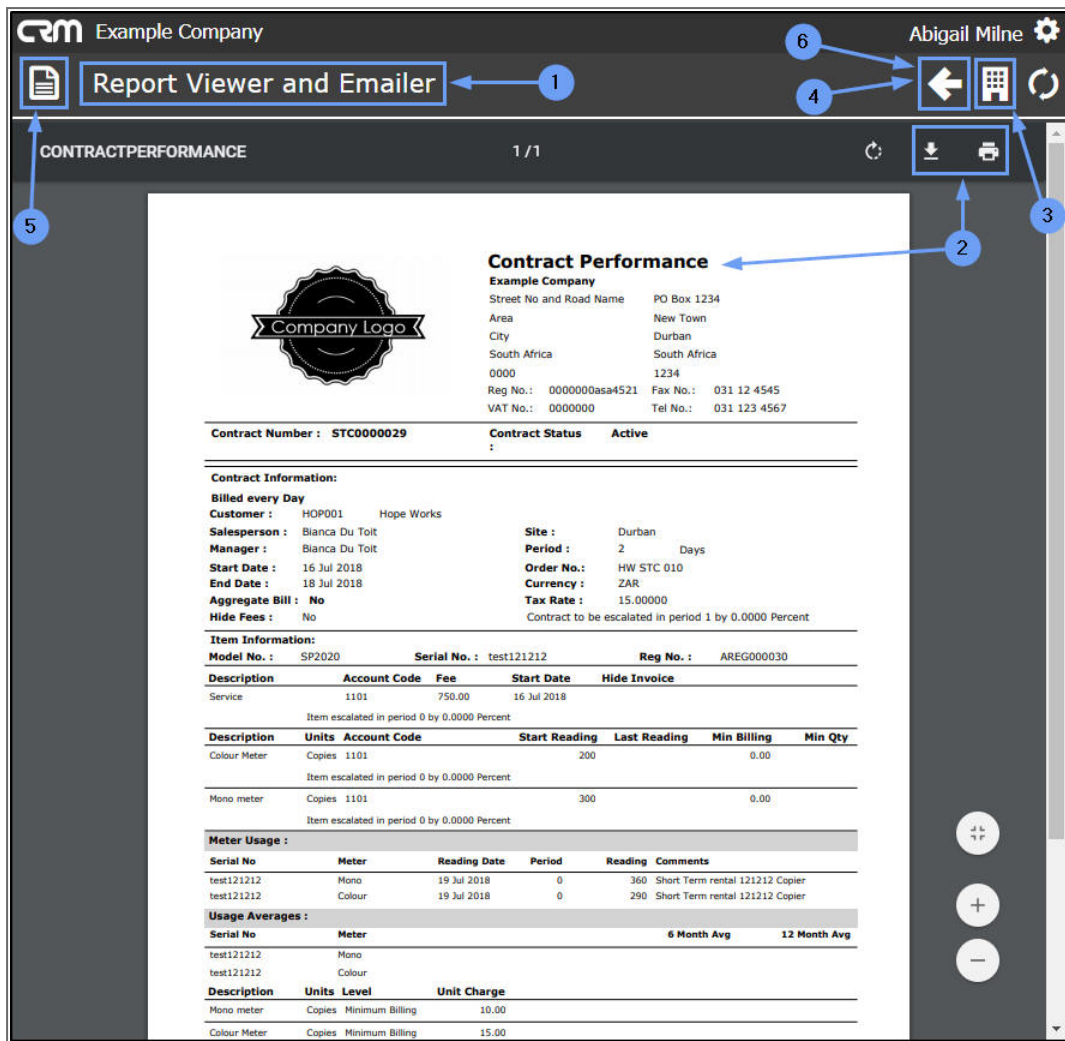 CRM Example Company Abigail Milne
6
Report Viewer and Emailer 1
4
CONTRACTPERFORMANCE 1 / 1
5 3
2
Contract Performance
Company Logo
Example Company
Street No and Road Name PO Box 1234
Area New Town
City Durban
South Africa South Africa
0000 1234
Reg No.: 0000000asa4521 Fax No.: 031 12 4545
VAT No.: 0000000 Tel No.: 031 123 4567
Contract Number : STC0000029 Contract Status Active
:
Contract Information:
Billed every Day
Customer : HOP001 Hope Works
Salesperson : Bianca Du Toit Site : Durban
Manager : Bianca Du Toit Period : 2 Days
Start Date : 16 Jul 2018 Order No.: HW STC 010
End Date : 18 Jul 2018 Currency : ZAR
Aggregate Bill : No Tax Rate : 15.00000
Hide Fees : No Contract to be escalated in period 1 by 0.0000 Percent
Item Information:
Model No. : SP2020 Serial No. : test121212 Reg No. : AREG000030
Description Account Code Fee Start Date Hide Invoice
Service 1101 750.00 16 Jul 2018
Item escalated in period 0 by 0.0000 Percent
Description Units Account Code Start Reading Last Reading Min Billing Min Qty
Colour Meter Copies 1101 200 0.00
Item escalated in period 0 by 0.0000 Percent
Mono meter Copies 1101 300 0.00
Item escalated in period 0 by 0.0000 Percent
Meter Usage :
Serial No Meter Reading Date Period Reading Comments
test121212 Mono 19 Jul 2018 0 360 Short Term rental 121212 Copier
test121212 Colour 19 Jul 2018 0 290 Short Term rental 121212 Copier
Usage Averages :
Serial No Meter 6 Month Avg 12 Month Avg
test121212 Mono
test121212 Colour
Description Units Level Unit Charge
Mono meter Copies Minimum Billing 10.00
Colour Meter Copies Minimum Billing 15.00